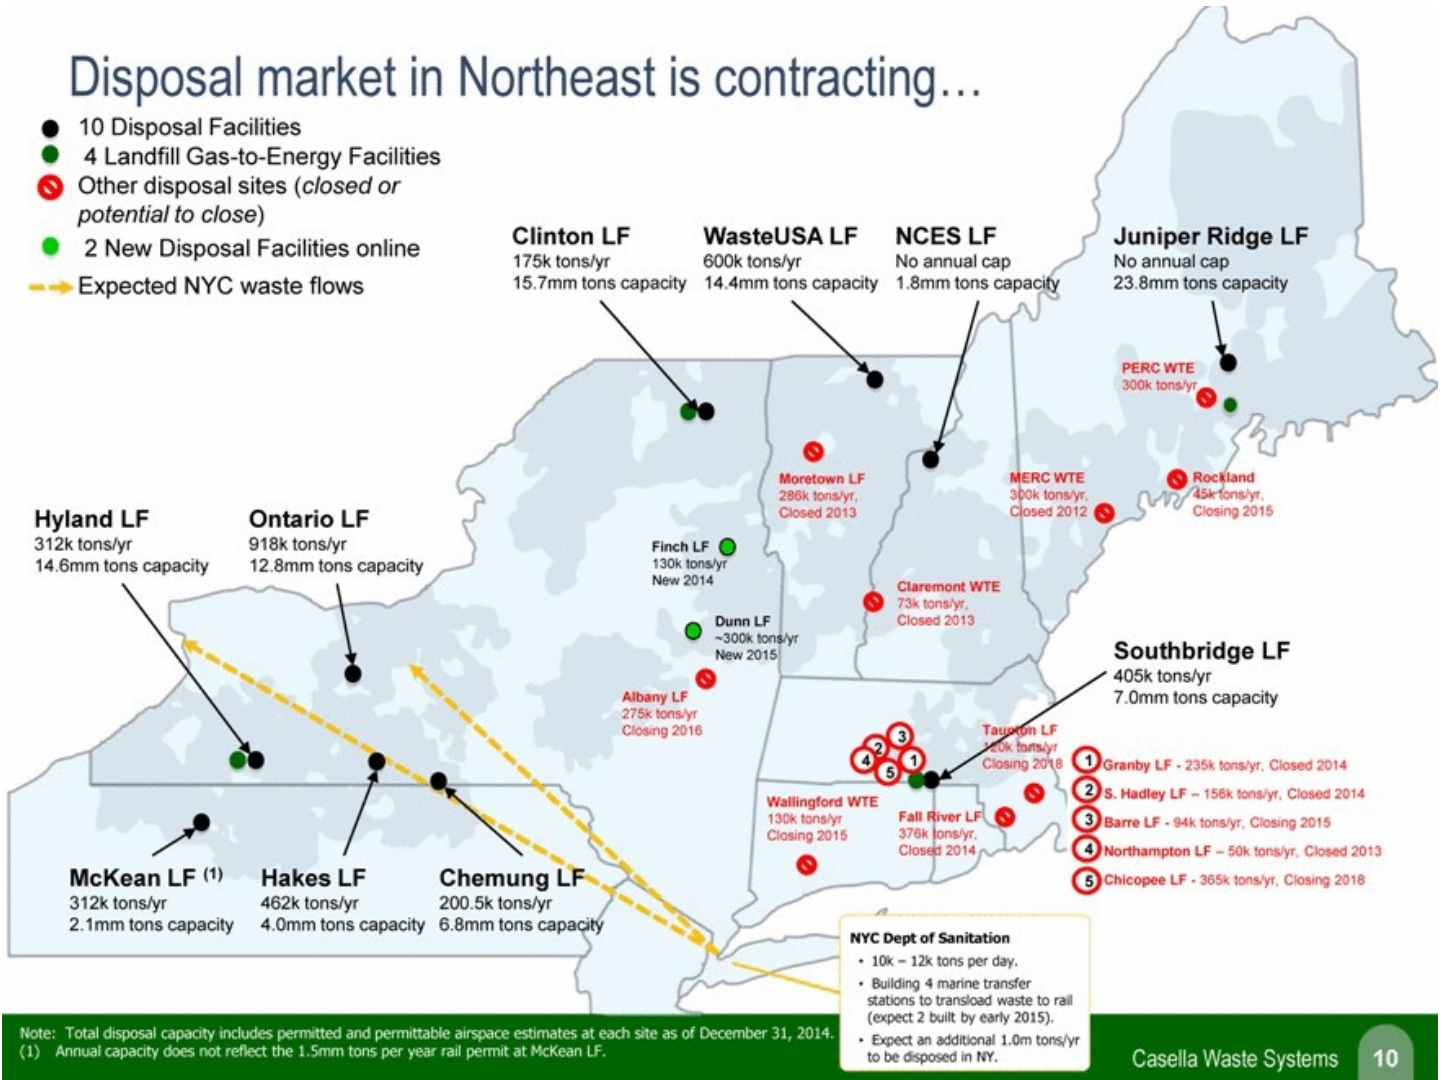 Disposal market in Northeast is contracting…
10 Disposal Facilities
4 Landfill Gas-to-Energy Facilities
Other disposal sites (closed or
potential to close)
2 New Disposal Facilities online
Expected NYC waste flows
Clinton LF
175k tons/yr
15.7mm tons capacity
WasteUSA LF
600k tons/yr
14.4mm tons capacity
NCES LF
No annual cap
1.8mm tons capacity
Juniper Ridge LF
No annual cap
23.8mm tons capacity
PERC WTE
300k tons/yr
Moretown LF
286k tons/yr,
Closed 2013
MERC WTE
300k tons/yr,
Closed 2012
Rockland
45k tons/yr,
Closing 2015
Hyland LF
312k tons/yr
14.6mm tons capacity
Ontario LF
918k tons/yr
12.8mm tons capacity
Finch LF
130k tons/yr
New 2014
Claremont WTE
73k tons/yr,
Closed 2013
Dunn LF
~300k tons/yr
New 2015
Albany LF
275k tons/yr
Closing 2016
Southbridge LF
405k tons/yr
7.0mm tons capacity
Taunton LF
120k tons/yr
Closing 2018
3
2
4
1
5
1 Granby LF - 235k tons/yr, Closed 2014
2 S. Hadley LF – 156k tons/yr, Closed 2014
3 Barre LF - 94k tons/yr, Closing 2015
4 Northampton LF – 50k tons/yr, Closed 2013
5 Chicopee LF - 365k tons/yr, Closing 2018
Wallingford WTE
130k tons/yr
Closing 2015
Fall River LF
376k tons/yr,
Closed 2014
McKean LF (1)
312k tons/yr
2.1mm tons capacity
Hakes LF
462k tons/yr
4.0mm tons capacity
Chemung LF
200.5k tons/yr
6.8mm tons capacity
NYC Dept of Sanitation
• 10k – 12k tons per day.
• Building 4 marine transfer
stations to transload waste to rail
(expect 2 built by early 2015).
• Expect an additional 1.0m tons/yr
to be disposed in NY.
Note: Total disposal capacity includes permitted and permittable airspace estimates at each site as of December 31, 2014.
(1) Annual capacity does not reflect the 1.5mm tons per year rail permit at McKean LF.
Casella Waste Systems 10